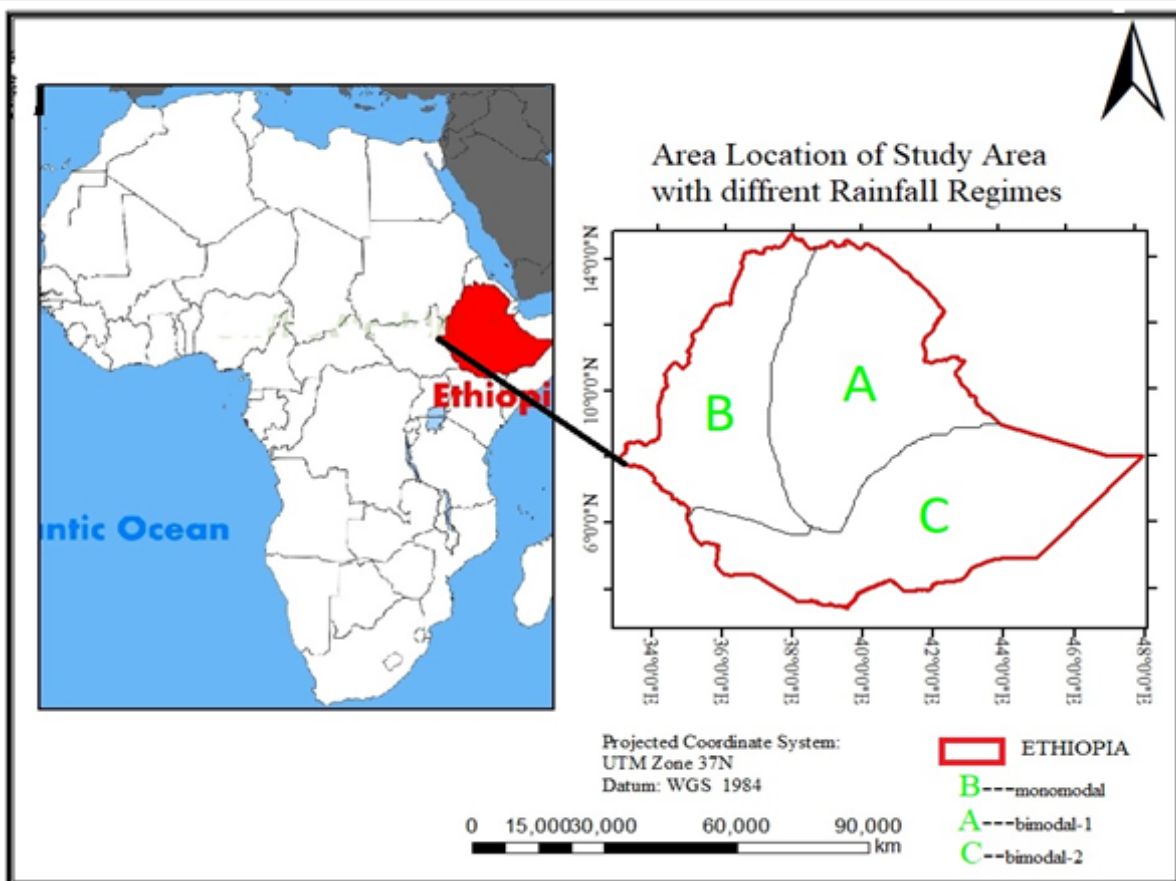 Area Location of Study Area
with diffrent Rainfall Regimes
Ethiopi
ntic Ocean
14°0'0"N
10°0'0"N
6°0'0"N
B
A
C
34°0'0"E
36°0'0"E
38°0'0"E
40°0'0"E
42°0'0"E
44°0'0"E
46°0'0"E
48°0'0"E
Projected Coordinate System:
UTM Zone 37N
Datum: WGS 1984
ETHIOPIA
B---monomodal
A---bimodal-1
C--bimodal-2
0 15,00030,000 60,000 90,000
km